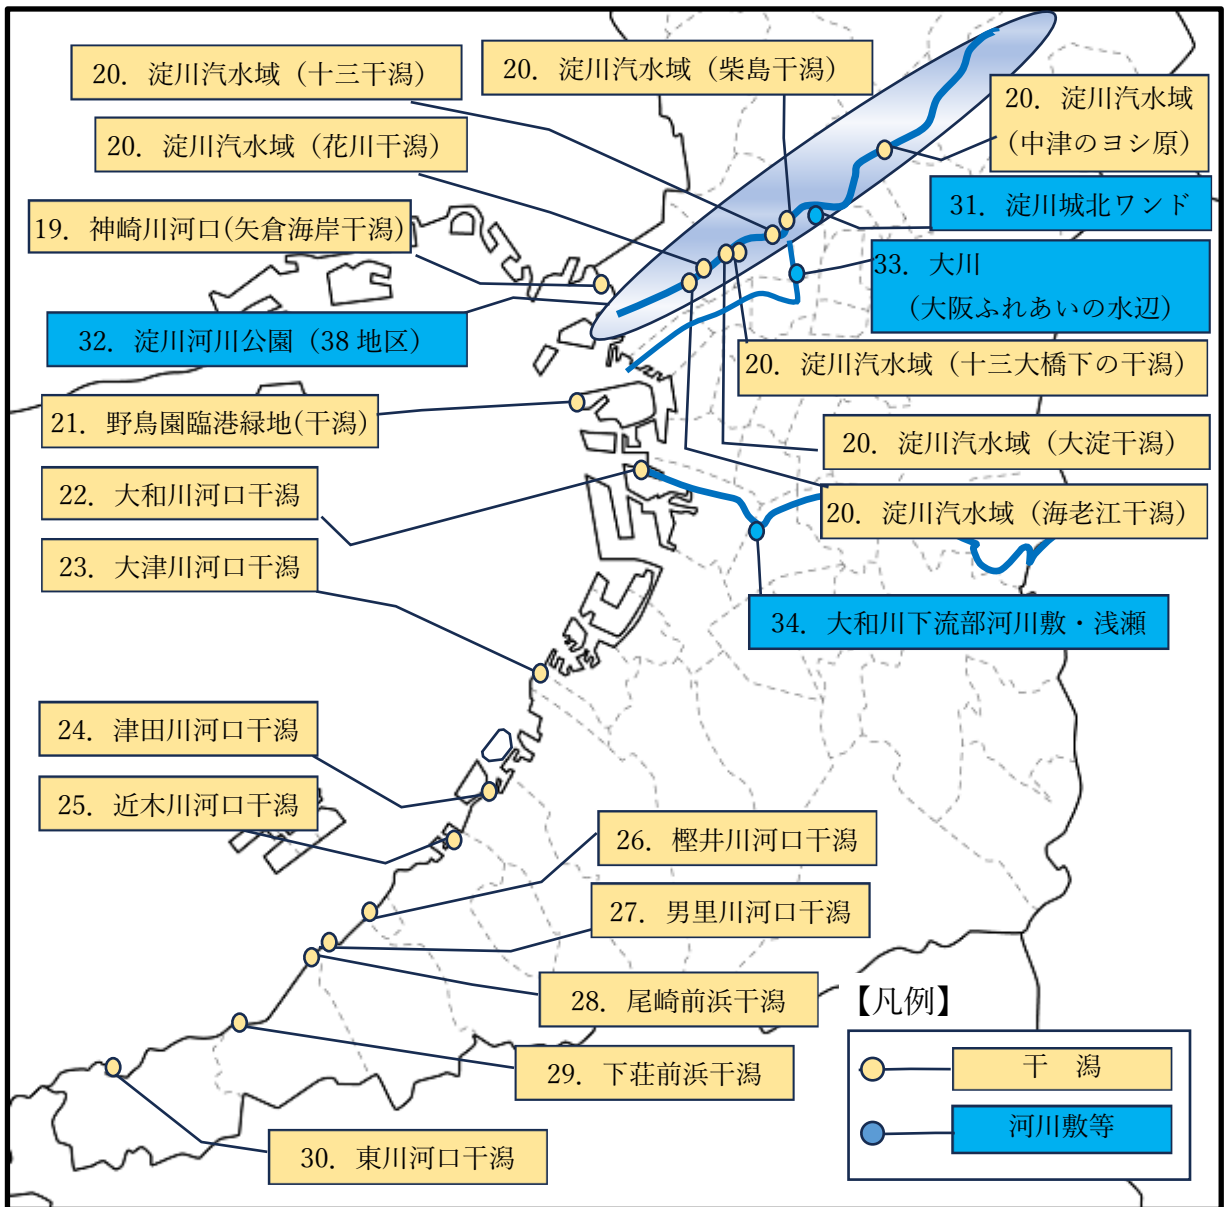 20．淀川汽水域（十三干潟）
20．淀川汽水域（柴島干潟）
20．淀川汽水域
（中津のヨシ原）
20．淀川汽水域（花川干潟）
31．淀川城北ワンド
19．神崎川河口(矢倉海岸干潟)
33．大川
（大阪ふれあいの水辺）
32．淀川河川公園（38 地区）
20．淀川汽水域（十三大橋下の干潟）
21．野鳥園臨港緑地(干潟)
20．淀川汽水域（大淀干潟）
22．大和川河口干潟
20．淀川汽水域（海老江干潟）
23．大津川河口干潟
34．大和川下流部河川敷・浅瀬
24．津田川河口干潟
25．近木川河口干潟
26．樫井川河口干潟
27．男里川河口干潟
28．尾崎前浜干潟
29．下荘前浜干潟
30．東川河口干潟
【凡例】
干　潟
河川敷等